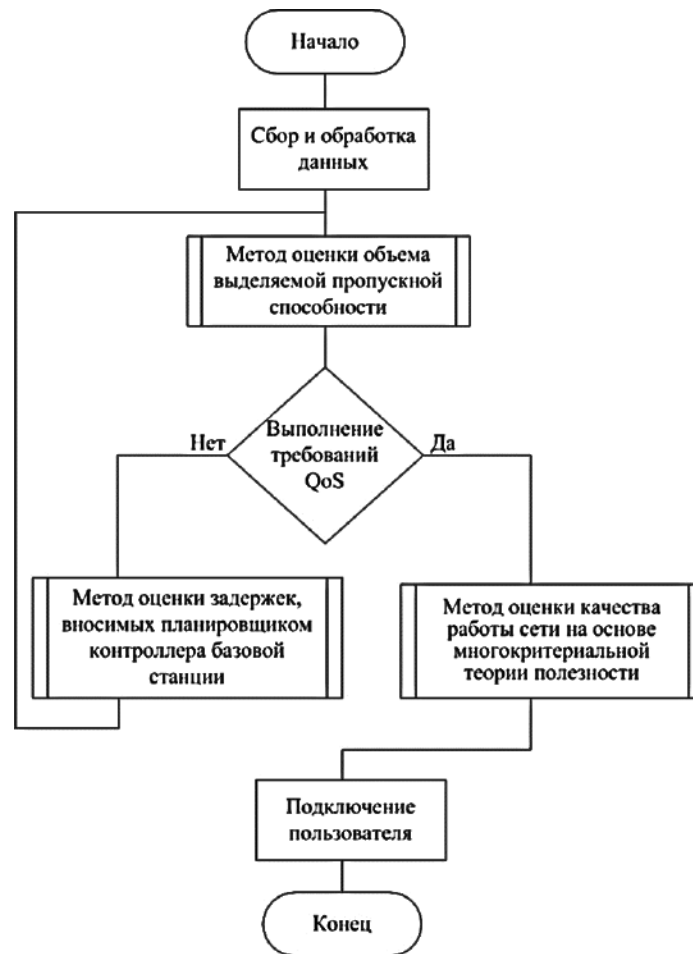 Начало
Сбор и обработка
данных
Метод оценки объема
выделяемой пропускной
способности
Нет
Выполнение
требований
QoS
Да
Метод оценки задержек,
вносимых планировщиком
контроллера базовой
станции
Метод оценки качества
работы сети на основе
многокритериальной
теории полезности
Подключение
пользователя
Конец